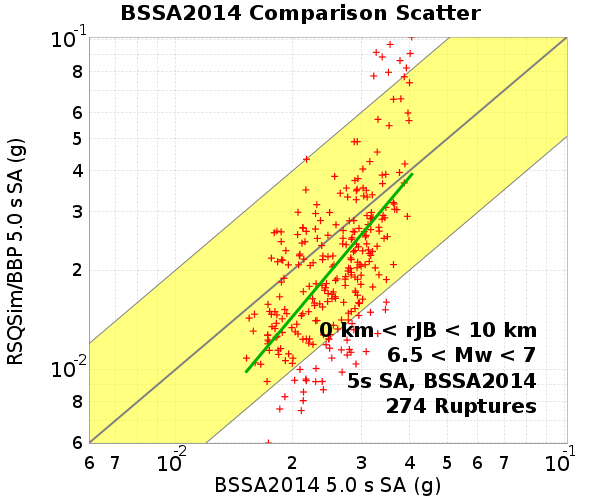 BSSA2014 Comparison Scatter
RSQSim/BBP 5.0 s SA (g)
10-1
8
6
5
4
3
2
10-2
8
6
0 km < rJB < 10 km
6.5 < Mw < 7
5s SA, BSSA2014
274 Ruptures
6 7 10-2 2 3 4 5 6 7 10-1
BSSA2014 5.0 s SA (g)